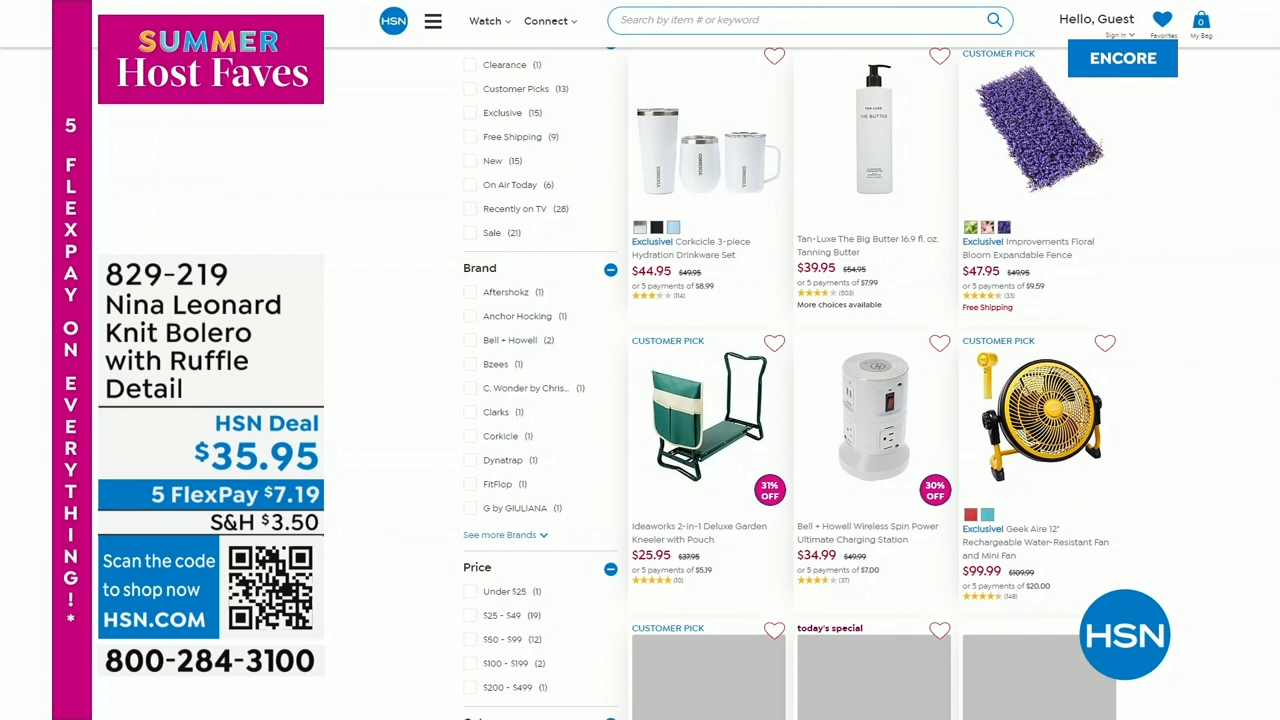 SUMMER
Host Faves
5 FLEXPAY ON EVERYTHING!*
829-219
Nina Leonard
Knit Bolero
with Ruffle
Detail
HSN Deal
$35.95
5 FlexPay $7.19
S&H $3.50
Scan the code
to shop now
HSN.COM
800-284-3100
HSN
Watch
Connect
Search by item # or keyword
Hello, Guest
Sign In
Favorites
0
My Bag
ENCORE
Clearance (1)
Customer Picks (13)
Exclusive (15)
Free Shipping (9)
New (15)
On Air Today (6)
Recently on TV (28)
Sale (21)
Brand
Aftershokz (1)
Anchor Hocking (1)
Bell + Howell (2)
Bzees (1)
C. Wonder by Chris... (1)
Clarks (1)
Corkicle (1)
Dynatrap (1)
FitFlop (1)
G by GIULIANA (1)
See more Brands
Price
Under $25 (1)
$25 - $49 (19)
$50 - $99 (12)
$100 - $199 (2)
$200 - $499 (1)
CORKCICLE
CORKCICLE
CORKCICLE
Exclusive! Corkcicle 3-piece
Hydration Drinkware Set
$44.95 $49.95
or 5 payments of $8.99
(114)
TAN-LUXE
THE BUTTER
Tan-Luxe The Big Butter 16.9 fl. oz.
Tanning Butter
$39.95 $54.95
or 5 payments of $7.99
(503)
More choices available
CUSTOMER PICK
Exclusive! Improvements Floral
Bloom Expandable Fence
$47.95 $49.95
or 5 payments of $9.59
(33)
Free Shipping
CUSTOMER PICK
31%
OFF
Ideaworks 2-in-1 Deluxe Garden
Kneeler with Pouch
$25.95 $37.95
or 5 payments of $5.19
(10)
30%
OFF
Bell + Howell Wireless Spin Power
Ultimate Charging Station
$34.99 $49.99
or 5 payments of $7.00
(37)
CUSTOMER PICK
Exclusive! Geek Aire 12"
Rechargeable Water-Resistant Fan
and Mini Fan
$99.99 $109.99
or 5 payments of $20.00
(148)
CUSTOMER PICK
today's special
HSN